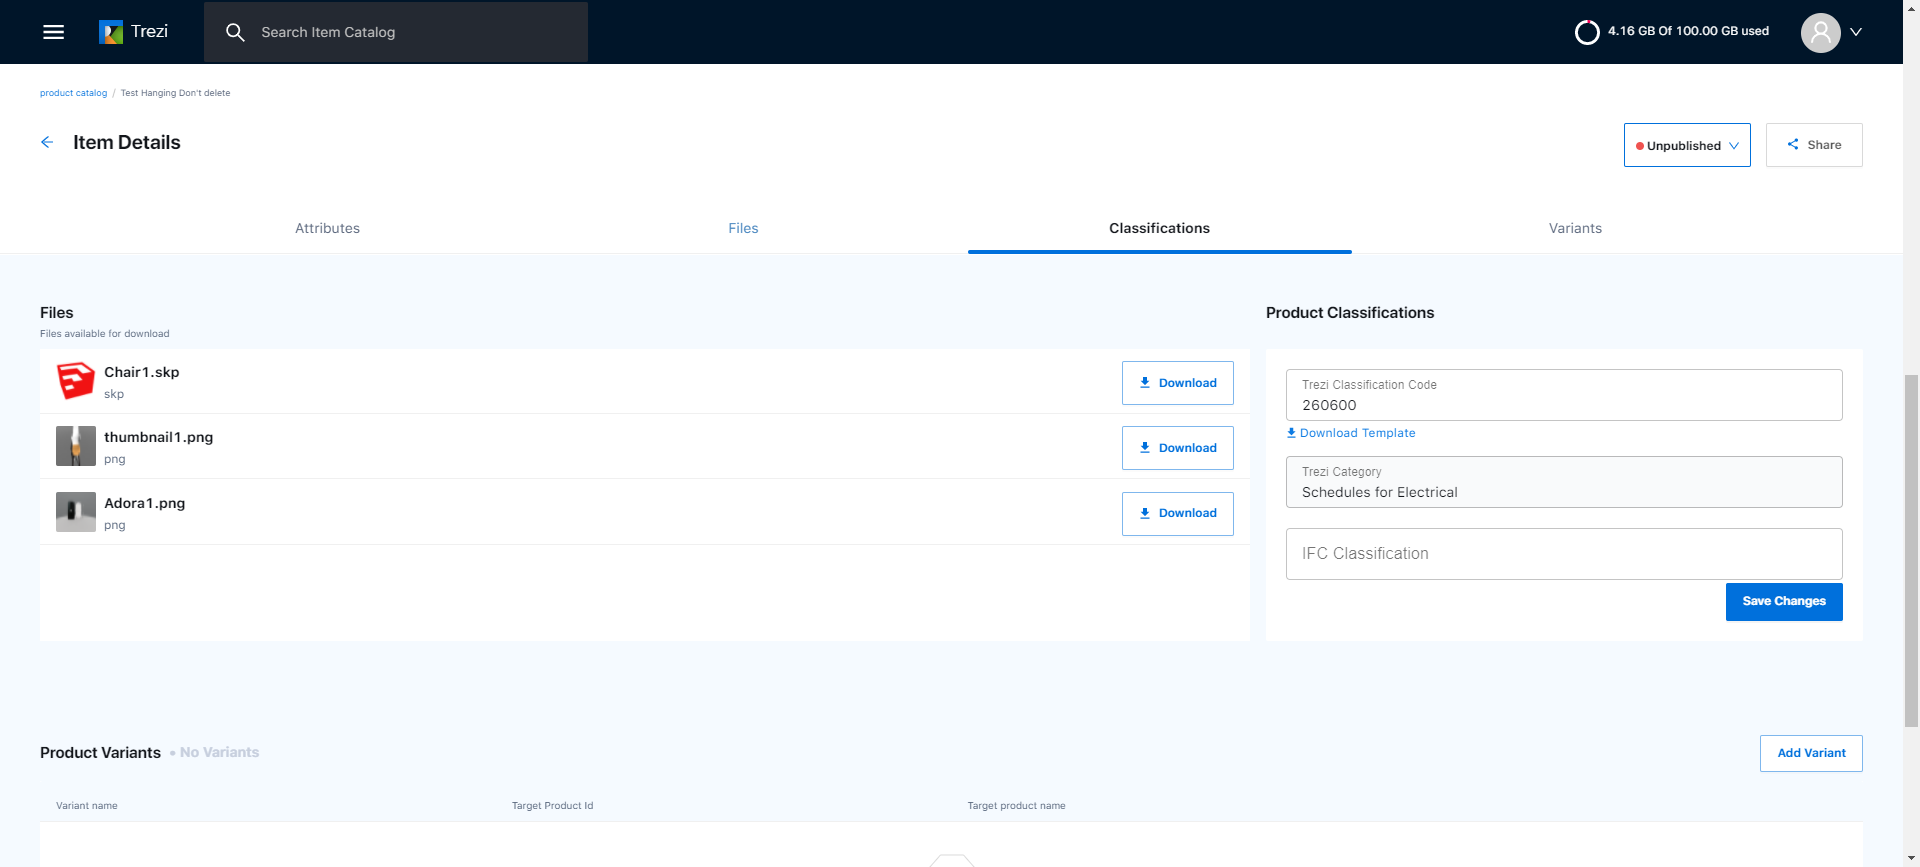 Trezi
Search Item Catalog
4.16 GB Of 100.00 GB used
product catalog / Test Hanging Don't delete
Item Details
Unpublished
Share
Attributes
Files
Classifications
Variants
Files
Files available for download
Chair1.skp
skp
Download
thumbnail1.png
png
Download
Adora1.png
png
Download
Product Classifications
Trezi Classification Code
260600
Download Template
Trezi Category
Schedules for Electrical
IFC Classification
Save Changes
Product Variants • No Variants
Add Variant
Variant name
Target Product Id
Target product name